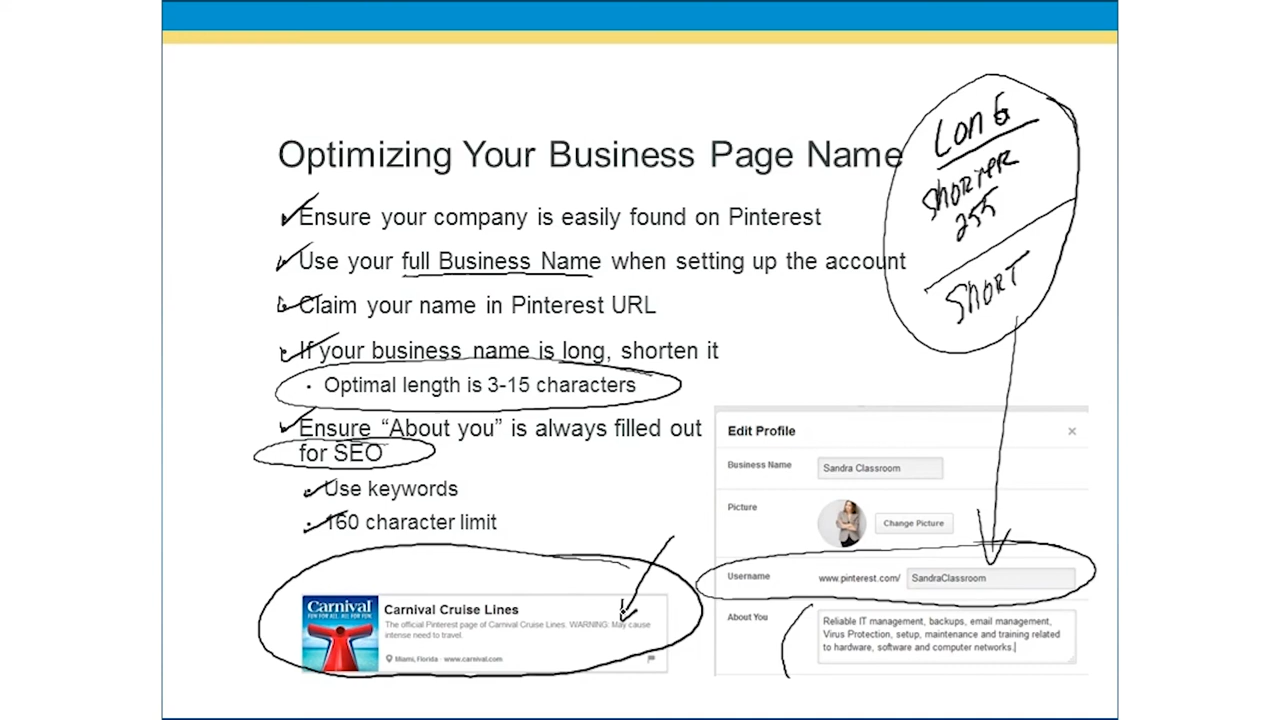 Optimizing Your Business Page Name
Ensure your company is easily found on Pinterest
Use your full Business Name when setting up the account
Claim your name in Pinterest URL
If your business name is long, shorten it
• Optimal length is 3-15 characters
Ensure “About you” is always filled out
for SEO
Use keywords
160 character limit
LonG
255
ShORT
Carnival
FUN FOR ALL. ALL FOR FUN.
Carnival Cruise Lines
The official Pinterest page of Carnival Cruise Lines. WARNING: May cause
intense need to travel.
Miami, Florida · www.carnival.com
Edit Profile ×
Business Name Sandra Classroom
Picture Change Picture
Username www.pinterest.com/ SandraClassroom
About You Reliable IT management, backups, email management,
Virus Protection, setup, maintenance and training related
to hardware, software and computer networks.